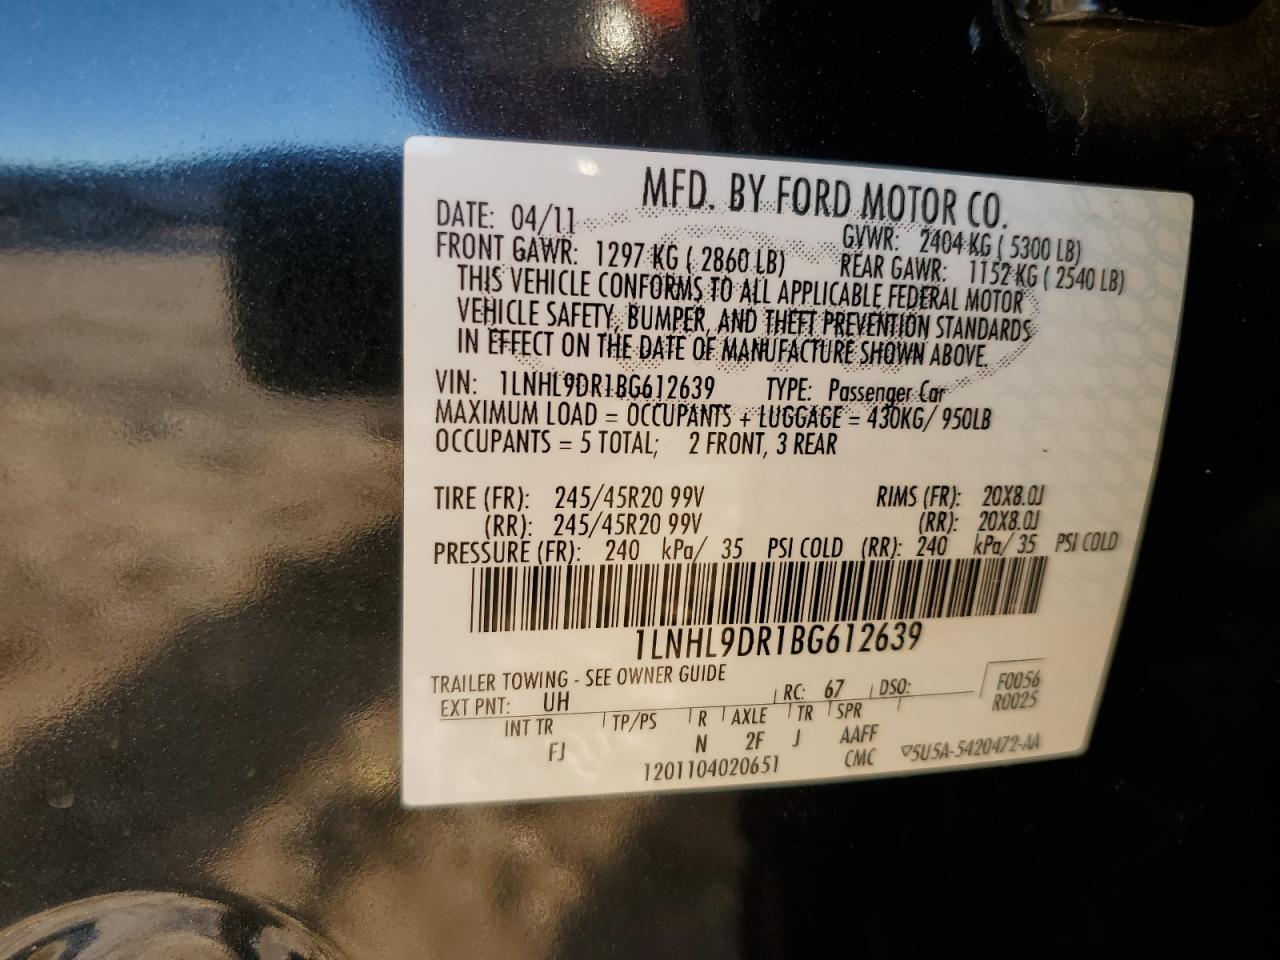 MFD. BY FORD MOTOR CO.
DATE: 04/11 GVWR: 2404 KG ( 5300 LB)
FRONT GAWR: 1297 KG ( 2860 LB) REAR GAWR: 1152 KG ( 2540 LB)
THIS VEHICLE CONFORMS TO ALL APPLICABLE FEDERAL MOTOR
VEHICLE SAFETY, BUMPER, AND THEFT PREVENTION STANDARDS
IN EFFECT ON THE DATE OF MANUFACTURE SHOWN ABOVE.
VIN: 1LNHL9DR1BG612639 TYPE: Passenger Car
MAXIMUM LOAD = OCCUPANTS + LUGGAGE = 430KG/ 950LB
OCCUPANTS = 5 TOTAL; 2 FRONT, 3 REAR
TIRE (FR): 245/45R20 99V RIMS (FR): 20X8.0J
(RR): 245/45R20 99V (RR): 20X8.0J
PRESSURE (FR): 240 kPa/ 35 PSI COLD (RR): 240 kPa/ 35 PSI COLD
1LNHL9DR1BG612639
TRAILER TOWING - SEE OWNER GUIDE
EXT PNT: UH RC: 67 DSO: F0056
R0025
INT TR TP/PS R AXLE TR SPR
FJ N 2F J AAFF
1201104020651 CMC ▽5U5A-5420472-AA